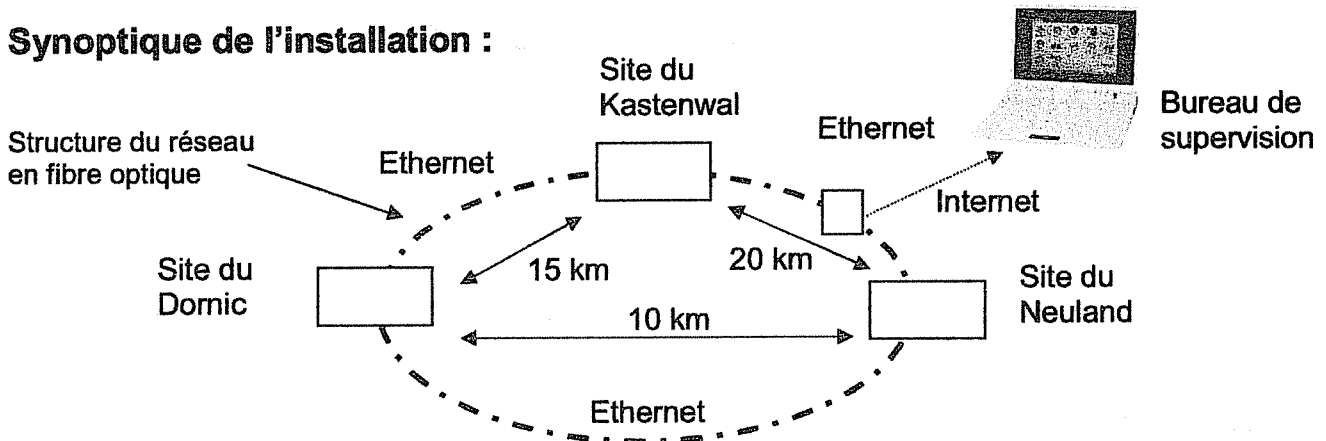 Synoptique de l'installation :
Site du
Kastenwal
Ethernet
Bureau de
supervision
Structure du réseau
en fibre optique
Ethernet
Internet
15 km
20 km
Site du
Dornic
Site du
Neuland
10 km
Ethernet